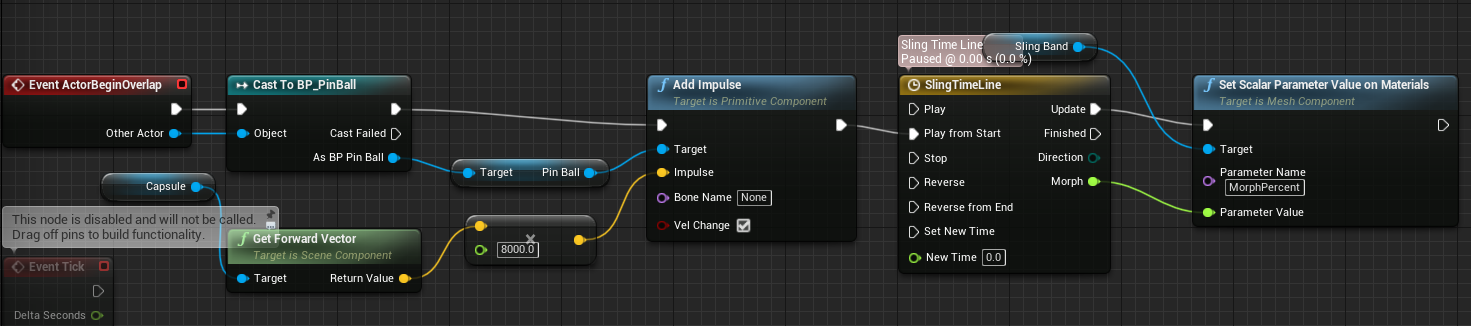 Event ActorBeginOverlap
Other Actor
Cast To BP_PinBall
Object
Cast Failed
As BP Pin Ball
Capsule
This node is disabled and will not be called.
Drag off pins to build functionality.
Event Tick
Delta Seconds
Get Forward Vector
Target is Scene Component
Target
Return Value
Target
Pin Ball
8000.0
Add Impulse
Target is Primitive Component
Target
Impulse
Bone Name
None
Vel Change
Sling Time Line
Paused @ 0.00 s (0.0 %)
Sling Band
SlingTimeLine
Play
Update
Play from Start
Finished
Stop
Direction
Reverse
Morph
Reverse from End
Set New Time
New Time
0.0
Set Scalar Parameter Value on Materials
Target is Mesh Component
Target
Parameter Name
MorphPercent
Parameter Value